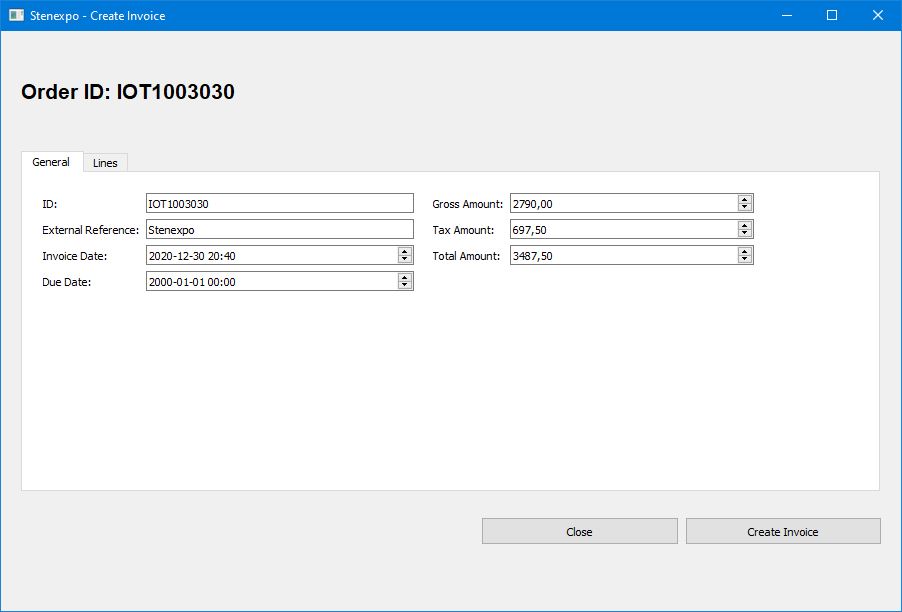 Stenexpo - Create Invoice
Order ID: IOT1003030
General Lines
ID: IOT1003030 Gross Amount: 2790,00
External Reference: Stenexpo Tax Amount: 697,50
Invoice Date: 2020-12-30 20:40 Total Amount: 3487,50
Due Date: 2000-01-01 00:00
Close Create Invoice